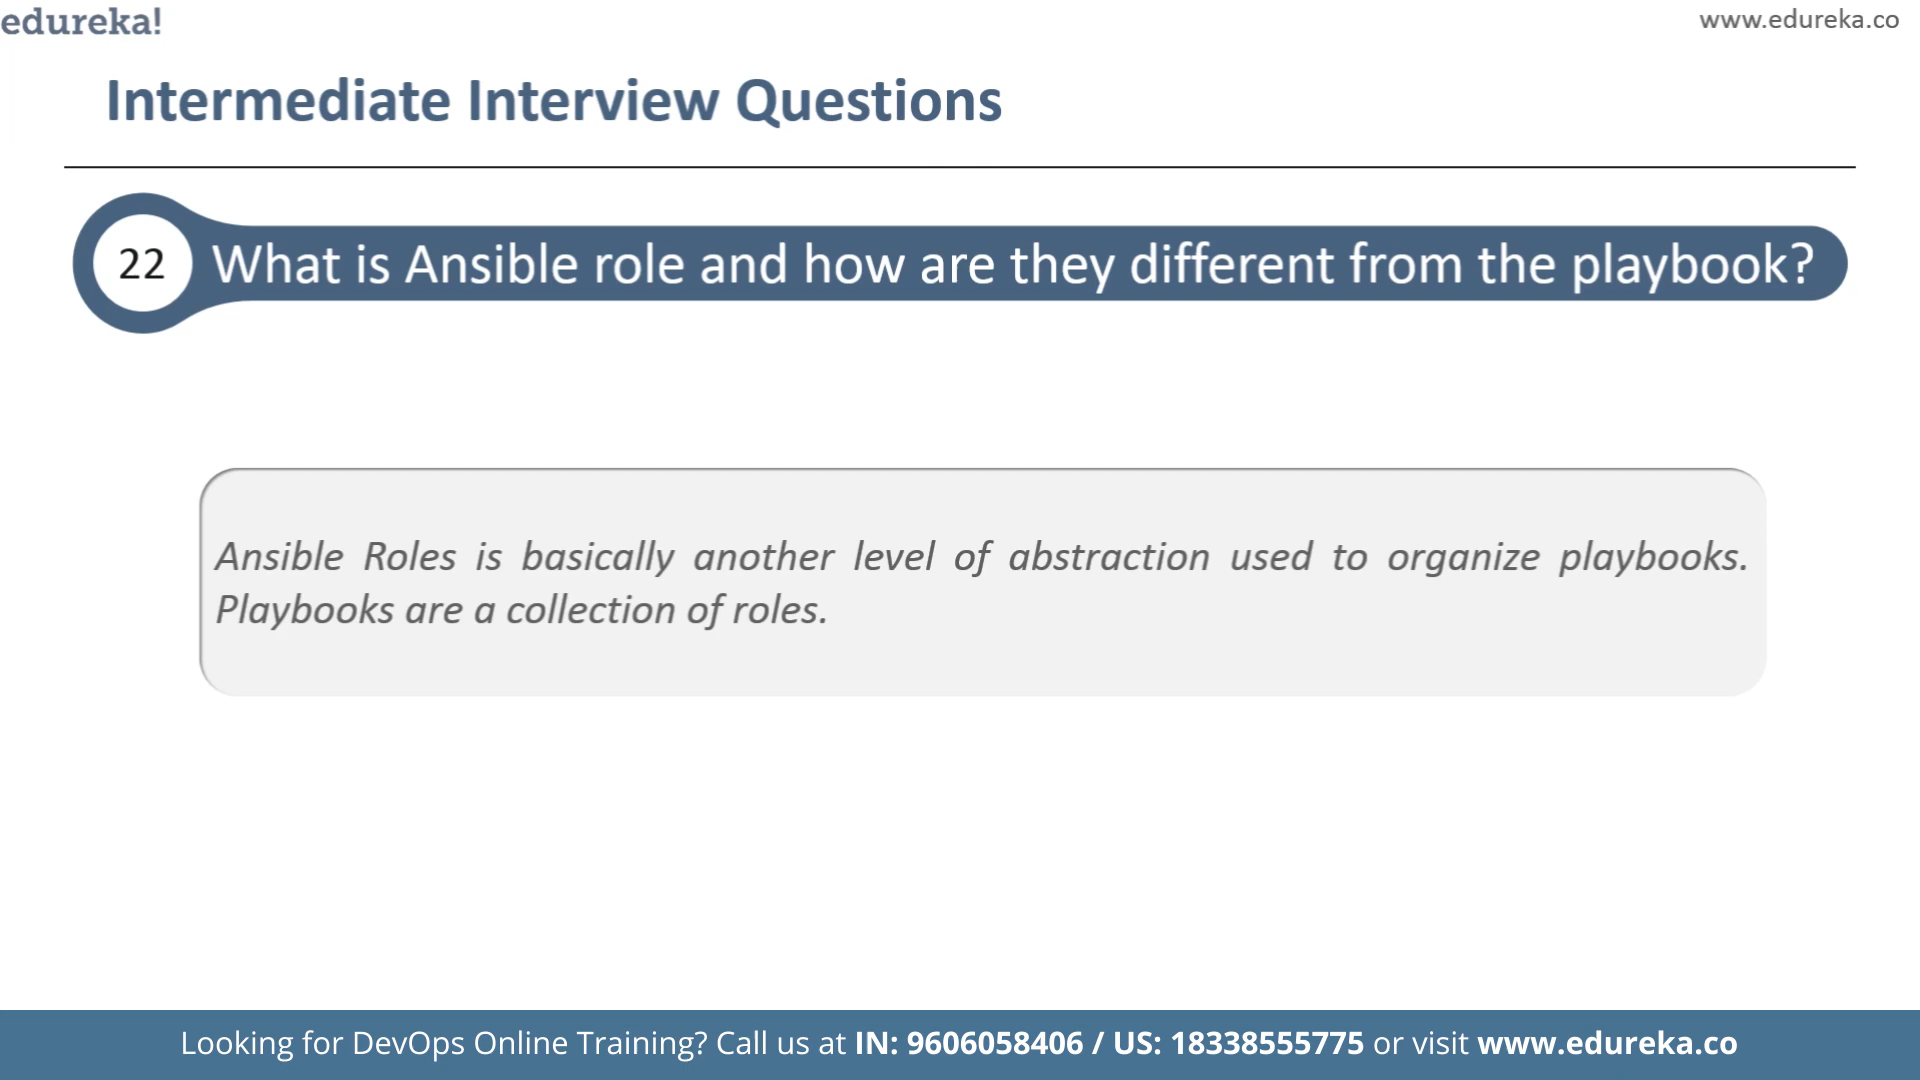 edureka!
www.edureka.co
Intermediate Interview Questions
22 What is Ansible role and how are they different from the playbook?
Ansible Roles is basically another level of abstraction used to organize playbooks.
Playbooks are a collection of roles.
Looking for DevOps Online Training? Call us at IN: 9606058406 / US: 18338555775 or visit www.edureka.co